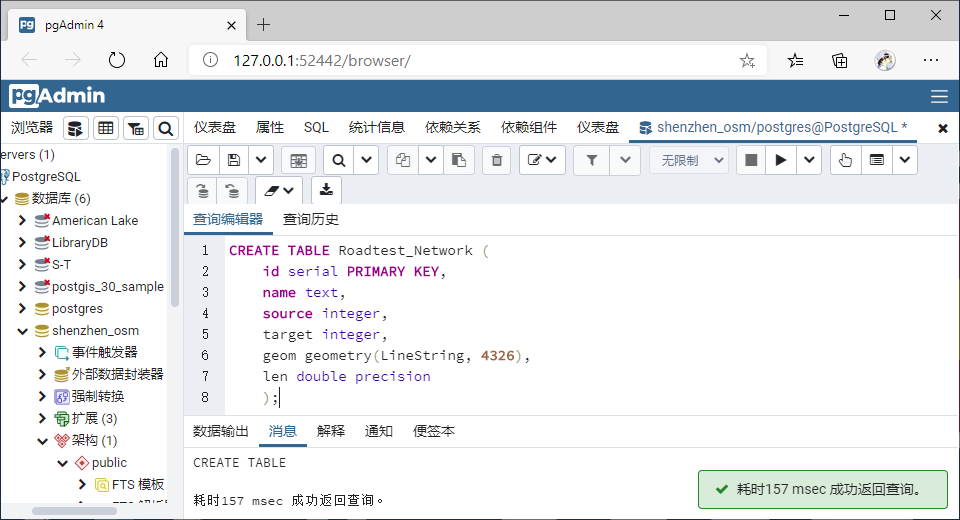 pgAdmin 4
127.0.0.1:52442/browser/
pgAdmin
浏览器
仪表盘 属性 SQL 统计信息 依赖关系 依赖组件 仪表盘 shenzhen_osm/postgres@PostgreSQL *
ervers (1)
PostgreSQL
数据库 (6)
American Lake
LibraryDB
S-T
postgis_30_sample
postgres
shenzhen_osm
事件触发器
外部数据封装器
强制转换
扩展 (3)
架构 (1)
public
FTS 模板
无限制
查询编辑器 查询历史
1 CREATE TABLE Roadtest_Network (
2 id serial PRIMARY KEY,
3 name text,
4 source integer,
5 target integer,
6 geom geometry(LineString, 4326),
7 len double precision
8 );
数据输出 消息 解释 通知 便签本
CREATE TABLE
耗时157 msec 成功返回查询。
耗时157 msec 成功返回查询。